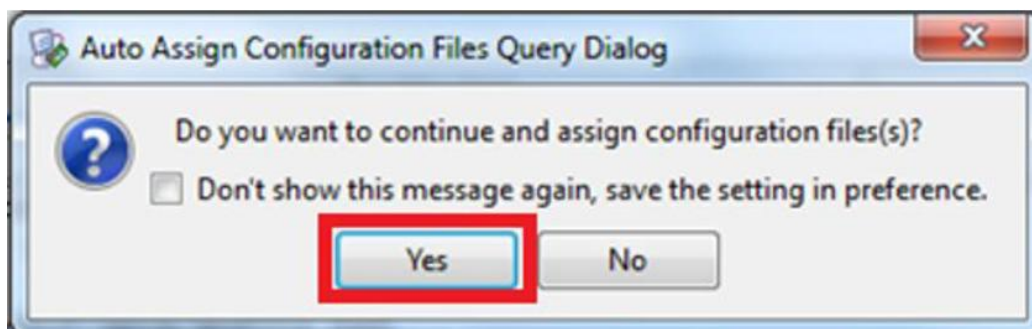 Auto Assign Configuration Files Query Dialog
Do you want to continue and assign configuration files(s)?
Don't show this message again, save the setting in preference.
Yes No